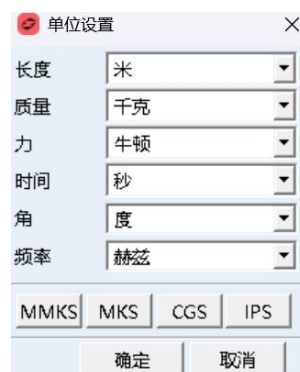 单位设置
长度 米
质量 千克
力 牛顿
时间 秒
角 度
频率 赫兹
MMKS MKS CGS IPS
确定 取消